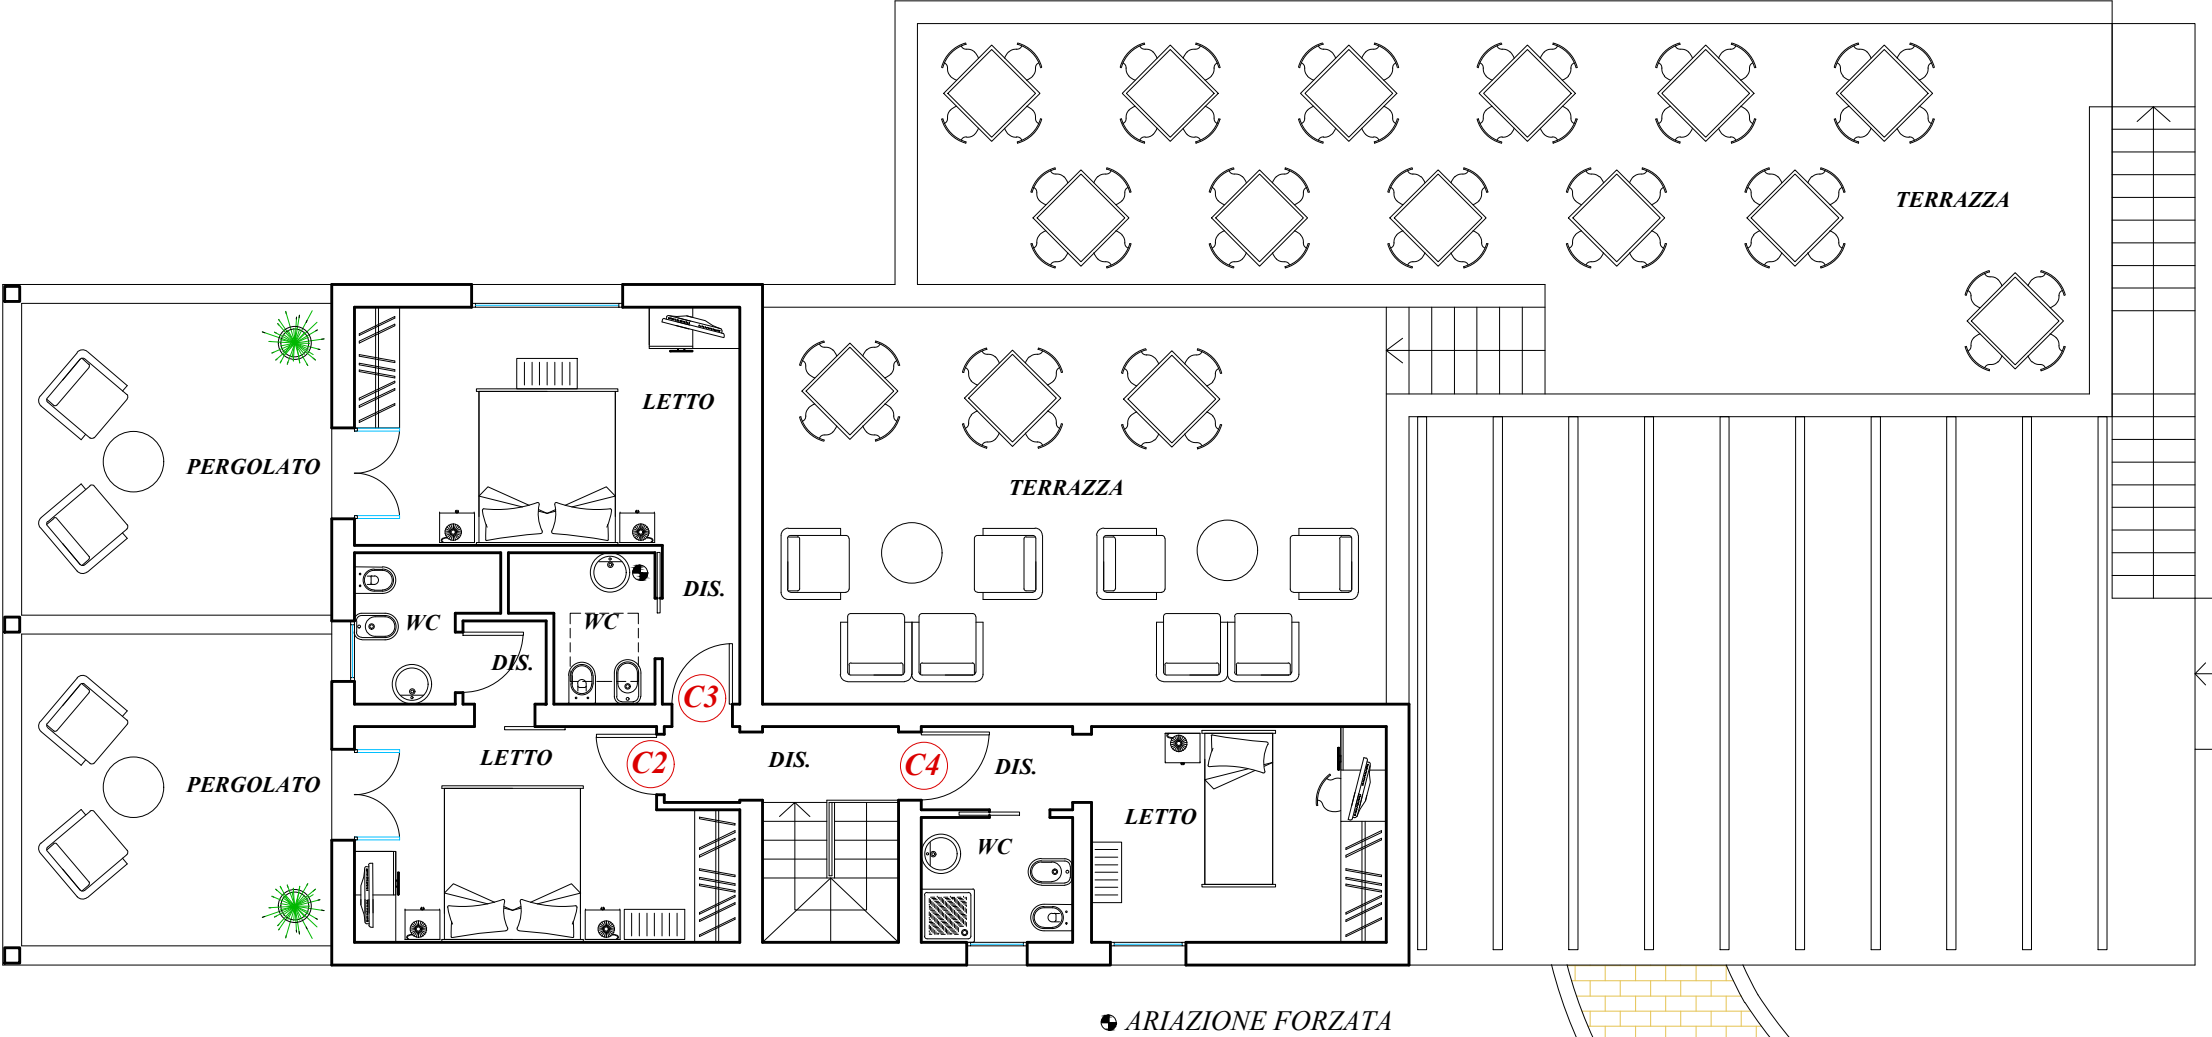 TERRAZZA
LETTO
PERGOLATO
TERRAZZA
DIS.
WC
WC
DIS.
C3
LETTO
C2
DIS.
C4
DIS.
PERGOLATO
LETTO
WC
ARIAZIONE FORZATA